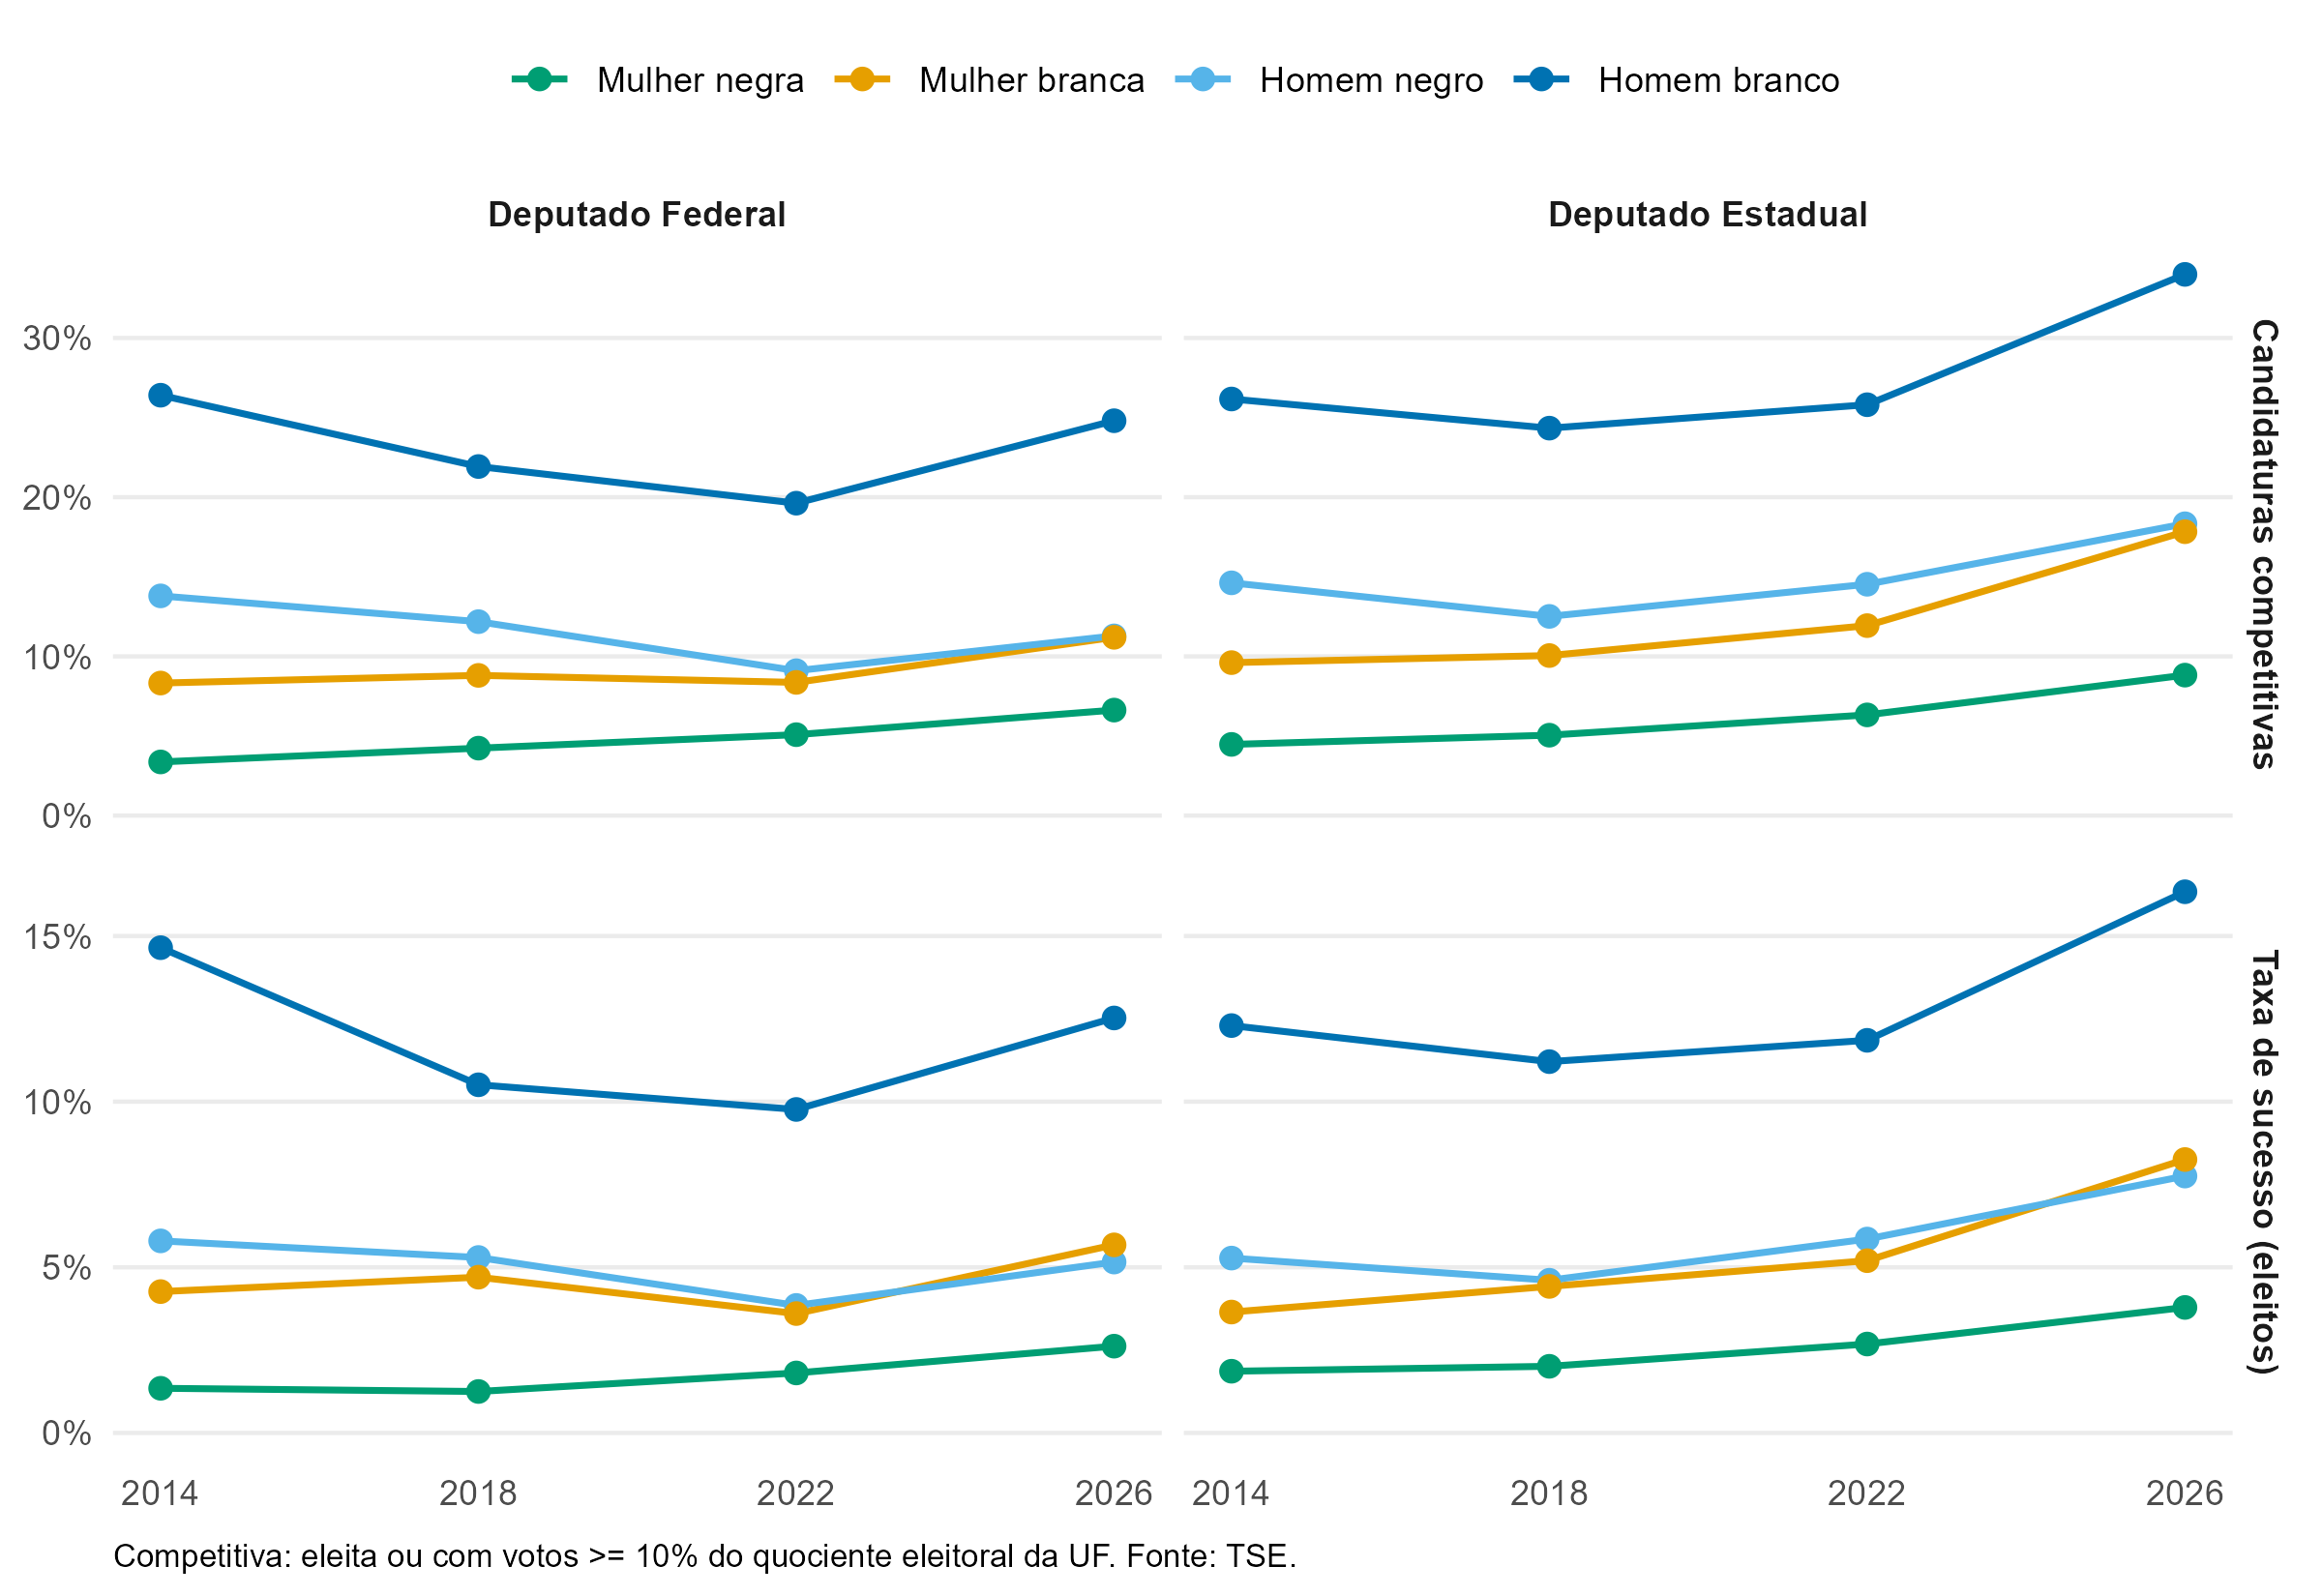 Mulher negra Mulher branca Homem negro Homem branco
Deputado Federal Deputado Estadual
30%
20%
10%
0%
Candidaturas competitivas
15%
10%
5%
0%
Taxa de sucesso (eleitos)
2014 2018 2022 2026 2014 2018 2022 2026
Competitiva: eleita ou com votos >= 10% do quociente eleitoral da UF. Fonte: TSE.